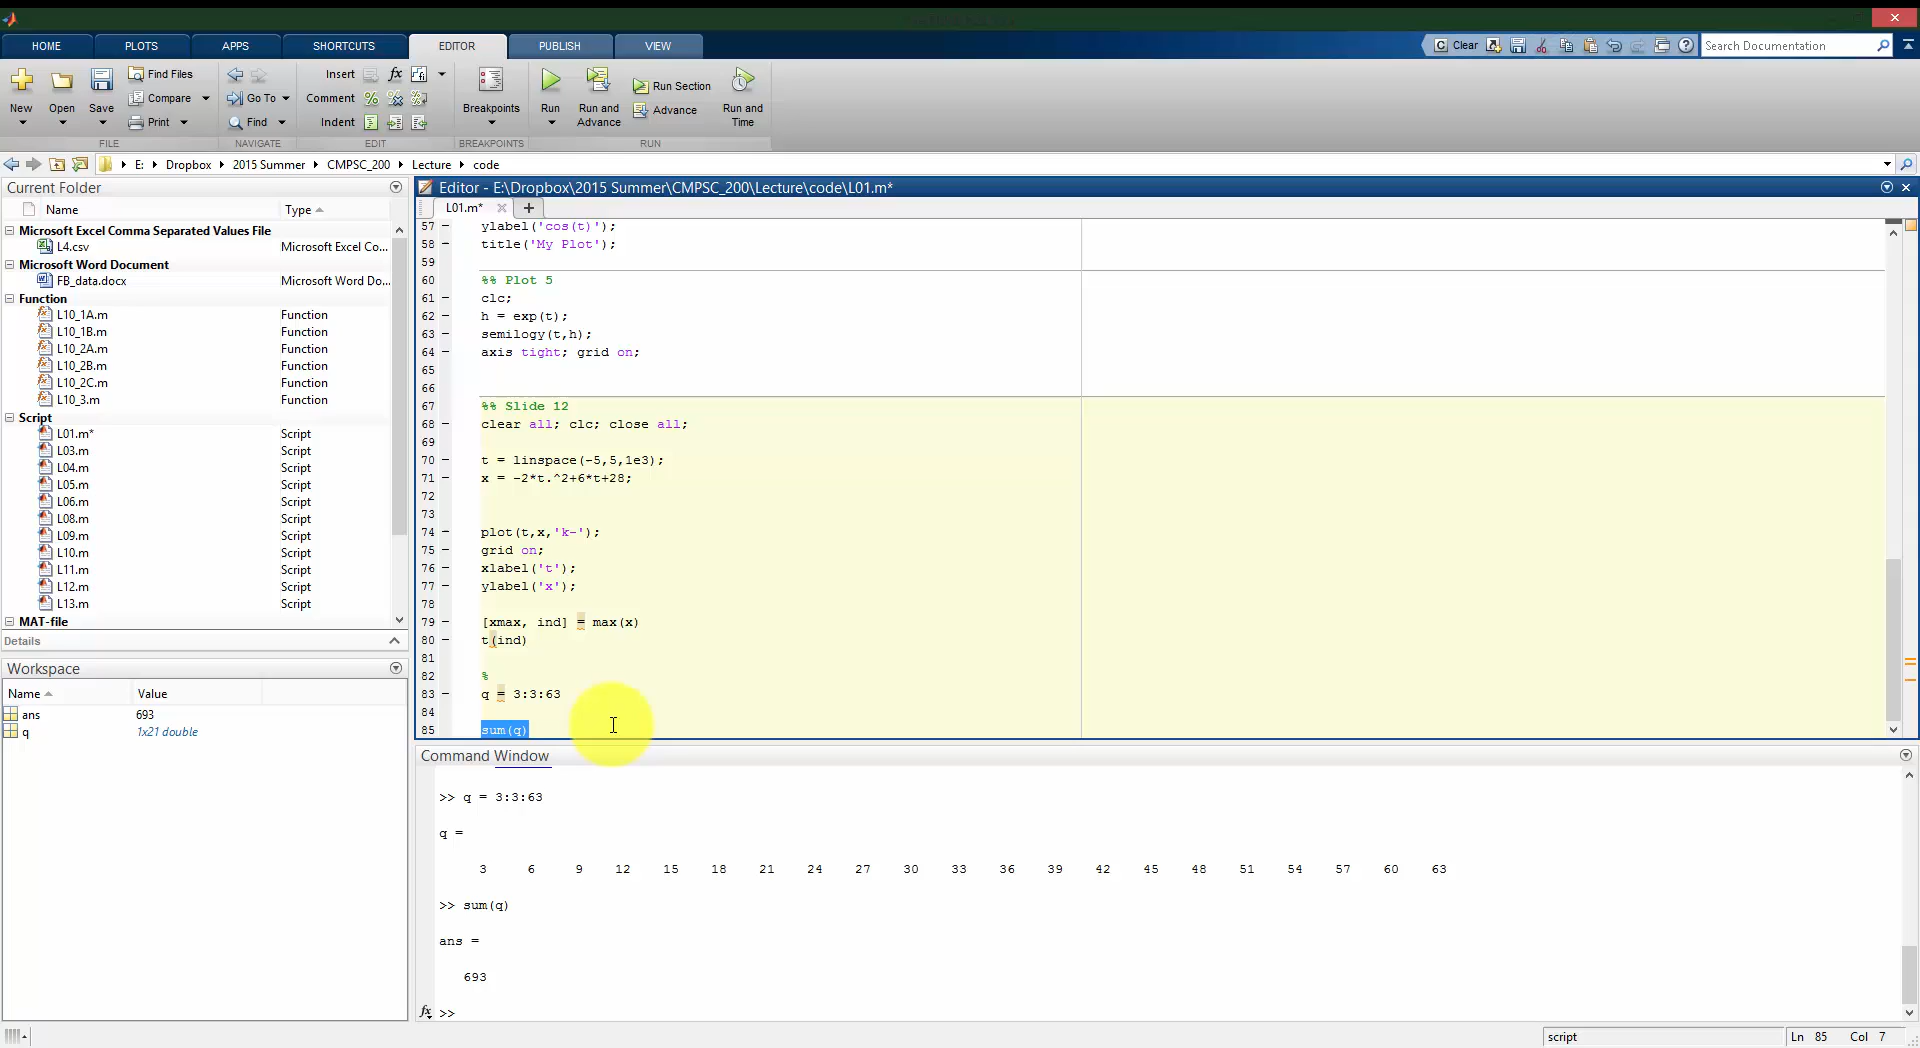 HOME PLOTS APPS SHORTCUTS EDITOR PUBLISH VIEW Clear Search Documentation
New Open Save Find Files Compare Print Insert fx Comment Indent Go To Find Breakpoints Run Run and Advance Run Section Advance Run and Time
FILE NAVIGATE EDIT BREAKPOINTS RUN
E: Dropbox 2015 Summer CMPSC_200 Lecture code
Current Folder
Name Type
Microsoft Excel Comma Separated Values File
L4.csv Microsoft Excel Co...
Microsoft Word Document
FB_data.docx Microsoft Word Do...
Function
L10_1A.m Function
L10_1B.m Function
L10_2A.m Function
L10_2B.m Function
L10_2C.m Function
L10_3.m Function
Script
L01.m* Script
L03.m Script
L04.m Script
L05.m Script
L06.m Script
L08.m Script
L09.m Script
L10.m Script
L11.m Script
L12.m Script
L13.m Script
MAT-file
Details
Workspace
Name Value
ans 693
q 1x21 double
Editor - E:\Dropbox\2015 Summer\CMPSC_200\Lecture\code\L01.m*
L01.m*
57 - ylabel('cos(t)');
58 - title('My Plot');
59
60 %% Plot 5
61 - clc;
62 - h = exp(t);
63 - semilogy(t,h);
64 - axis tight; grid on;
65
66
67 %% Slide 12
68 - clear all; clc; close all;
69
70 - t = linspace(-5,5,1e3);
71 - x = -2*t.^2+6*t+28;
72
73
74 - plot(t,x,'k-');
75 - grid on;
76 - xlabel('t');
77 - ylabel('x');
78
79 - [xmax, ind] = max(x)
80 - t(ind)
81
82 %
83 - q = 3:3:63
84
85 sum(q)
Command Window
>> q = 3:3:63
q =
3 6 9 12 15 18 21 24 27 30 33 36 39 42 45 48 51 54 57 60 63
>> sum(q)
ans =
693
fx >>
script Ln 85 Col 7